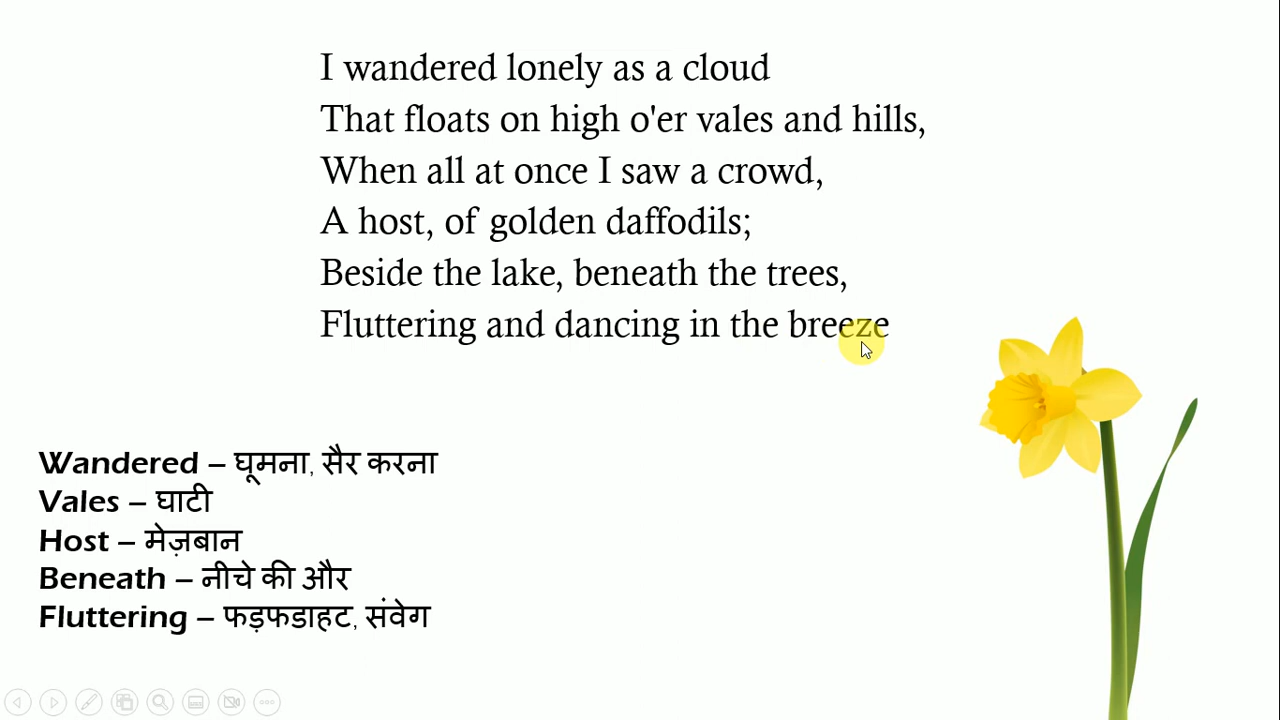 I wandered lonely as a cloud
That floats on high o'er vales and hills,
When all at once I saw a crowd,
A host, of golden daffodils;
Beside the lake, beneath the trees,
Fluttering and dancing in the breeze
Wandered – घूमना, सैर करना
Vales – घाटी
Host – मेज़बान
Beneath – नीचे की और
Fluttering – फड़फडाहट, संवेग